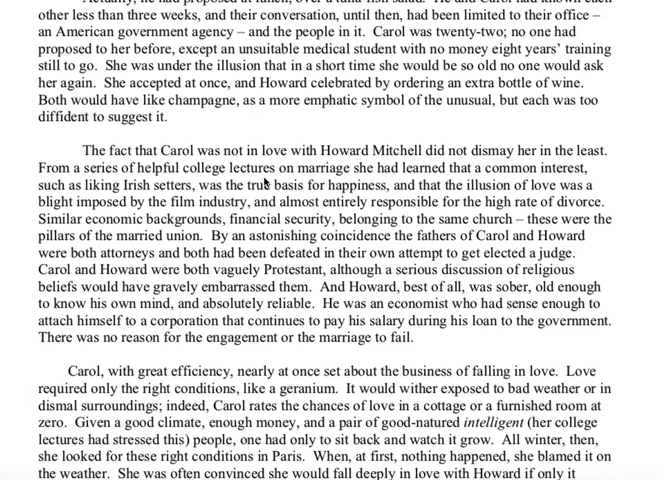 Actually, he had proposed at lunch, over a tuna-fish salad. He and Carol had known each
other less than three weeks, and their conversation, until then, had been limited to their office –
an American government agency – and the people in it. Carol was twenty-two; no one had
proposed to her before, except an unsuitable medical student with no money eight years’ training
still to go. She was under the illusion that in a short time she would be so old no one would ask
her again. She accepted at once, and Howard celebrated by ordering an extra bottle of wine.
Both would have like champagne, as a more emphatic symbol of the unusual, but each was too
diffident to suggest it.
The fact that Carol was not in love with Howard Mitchell did not dismay her in the least.
From a series of helpful college lectures on marriage she had learned that a common interest,
such as liking Irish setters, was the true basis for happiness, and that the illusion of love was a
blight imposed by the film industry, and almost entirely responsible for the high rate of divorce.
Similar economic backgrounds, financial security, belonging to the same church – these were the
pillars of the married union. By an astonishing coincidence the fathers of Carol and Howard
were both attorneys and both had been defeated in their own attempt to get elected a judge.
Carol and Howard were both vaguely Protestant, although a serious discussion of religious
beliefs would have gravely embarrassed them. And Howard, best of all, was sober, old enough
to know his own mind, and absolutely reliable. He was an economist who had sense enough to
attach himself to a corporation that continues to pay his salary during his loan to the government.
There was no reason for the engagement or the marriage to fail.
Carol, with great efficiency, nearly at once set about the business of falling in love. Love
required only the right conditions, like a geranium. It would wither exposed to bad weather or in
dismal surroundings; indeed, Carol rates the chances of love in a cottage or a furnished room at
zero. Given a good climate, enough money, and a pair of good-natured intelligent (her college
lectures had stressed this) people, one had only to sit back and watch it grow. All winter, then,
she looked for these right conditions in Paris. When, at first, nothing happened, she blamed it on
the weather. She was often convinced she would fall deeply in love with Howard if only it